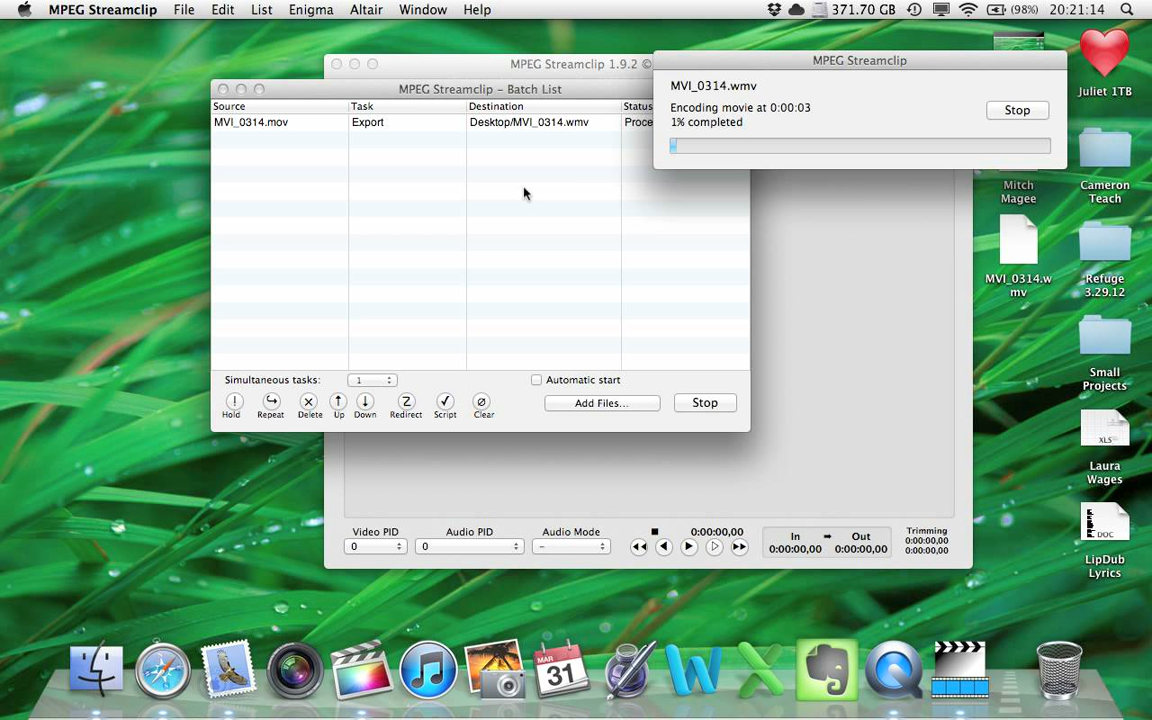 MPEG Streamclip File Edit List Enigma Altair Window Help 371.70 GB (98%) 20:21:14
MPEG Streamclip 1.9.2 ©
MPEG Streamclip – Batch List
Source Task Destination Status
MVI_0314.mov Export Desktop/MVI_0314.wmv Proce
Simultaneous tasks: 1 Automatic start
Hold Repeat Delete Up Down Redirect Script Clear Add Files... Stop
MPEG Streamclip
MVI_0314.wmv
Encoding movie at 0:00:03
1% completed
Stop
Video PID Audio PID Audio Mode 0:00:00,00
0 0 –
In Out
0:00:00,00 0:00:00,00
Trimming
0:00:00,00
0:00:00,00
Juliet 1TB
Mitch
Magee
Cameron
Teach
MVI_0314.w
mv
Refuge
3.29.12
Small
Projects
XLS
Laura
Wages
DOC
LipDub
Lyrics
MAR
31